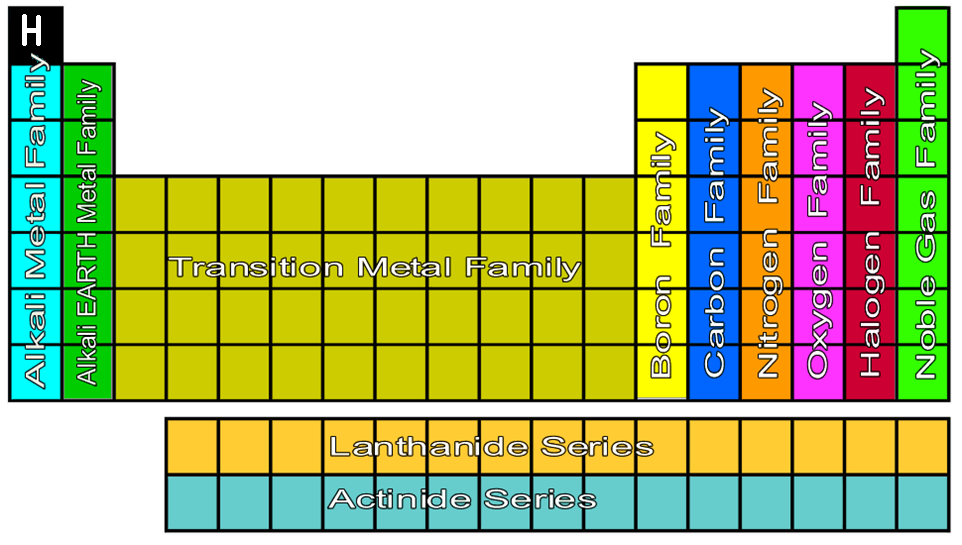 H
Alkali Metal Family
Alkali EARTH Metal Family
Transition Metal Family
Boron Family
Carbon Family
Nitrogen Family
Oxygen Family
Halogen Family
Noble Gas Family
Lanthanide Series
Actinide Series